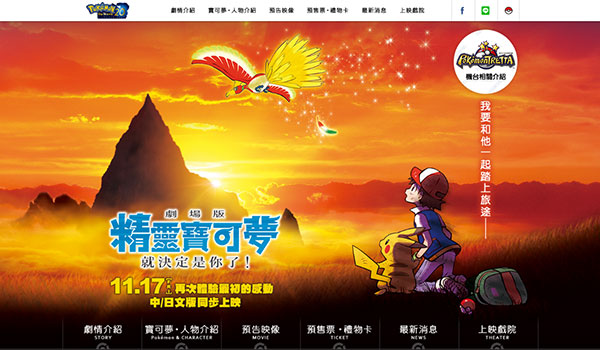 Pokémon
the Movie 20
劇情介紹
寶可夢・人物介紹
預告映像
預售票・禮物卡
最新消息
上映戲院
f
LINE
PokémonTRETTA
機台相關介紹
我要和他一起踏上旅途──
劇場版
精靈寶可夢
就決定是你了!
11.17
再次體驗最初的感動
中/日文版同步上映
劇情介紹
STORY
寶可夢・人物介紹
Pokémon & CHARACTER
預告映像
MOVIE
預售票・禮物卡
TICKET
最新消息
NEWS
上映戲院
THEATER